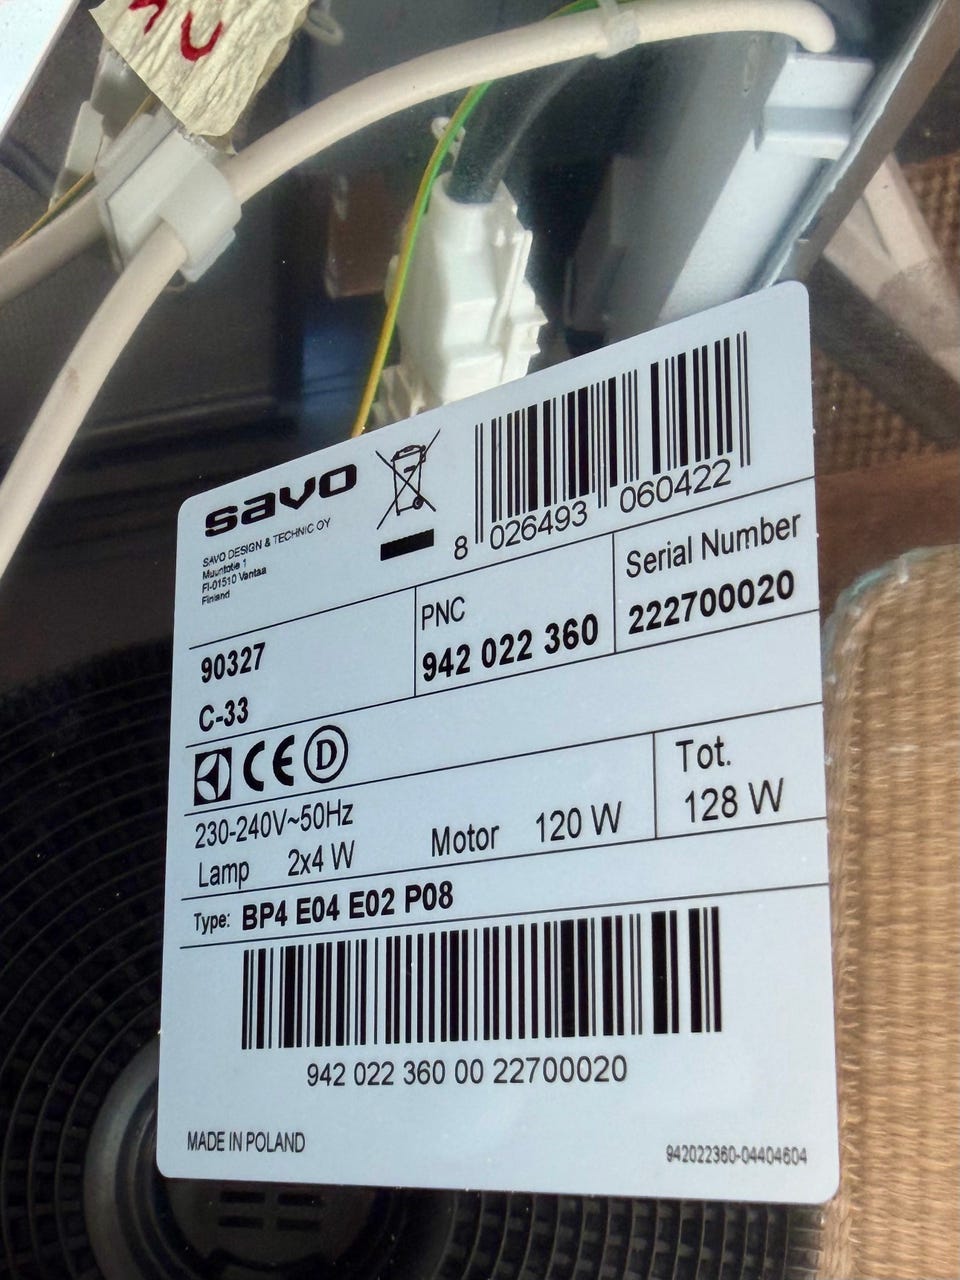 savo
SAVO DESIGN & TECHNIC OY
Muuntotie 1
FI-01510 Vantaa
Finland
8 026493 060422
90327
C-33
PNC
942 022 360
Serial Number
222700020
CE D
230-240V~50Hz
Lamp 2x4 W
Motor 120 W
Tot.
128 W
Type: BP4 E04 E02 P08
942 022 360 00 22700020
MADE IN POLAND
942022360-04404604